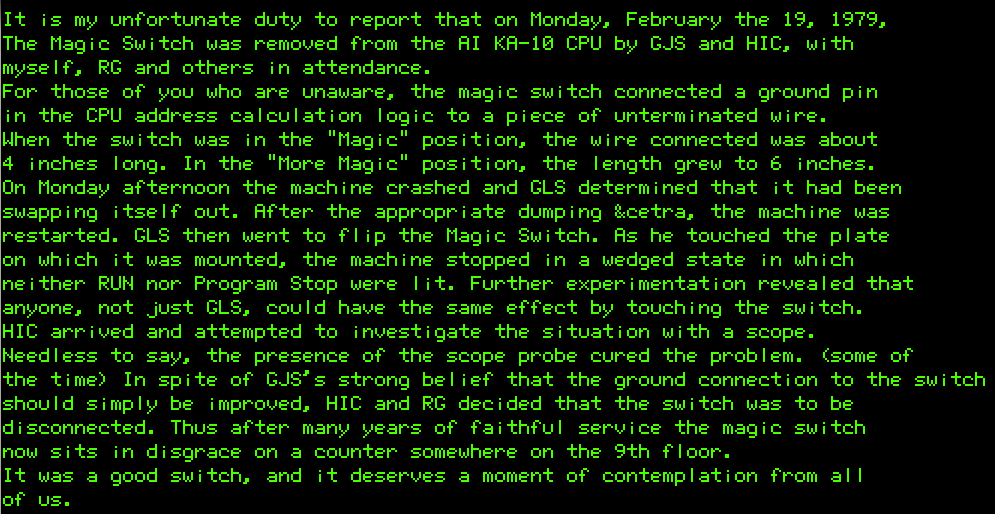 It is my unfortunate duty to report that on Monday, February the 19, 1979,
The Magic Switch was removed from the AI KA-10 CPU by GJS and HIC, with
myself, RG and others in attendance.
For those of you who are unaware, the magic switch connected a ground pin
in the CPU address calculation logic to a piece of unterminated wire.
When the switch was in the "Magic" position, the wire connected was about
4 inches long. In the "More Magic" position, the length grew to 6 inches.
On Monday afternoon the machine crashed and GLS determined that it had been
swapping itself out. After the appropriate dumping &cetra, the machine was
restarted. GLS then went to flip the Magic Switch. As he touched the plate
on which it was mounted, the machine stopped in a wedged state in which
neither RUN nor Program Stop were lit. Further experimentation revealed that
anyone, not just GLS, could have the same effect by touching the switch.
HIC arrived and attempted to investigate the situation with a scope.
Needless to say, the presence of the scope probe cured the problem. (some of
the time) In spite of GJS's strong belief that the ground connection to the switch
should simply be improved, HIC and RG decided that the switch was to be
disconnected. Thus after many years of faithful service the magic switch
now sits in disgrace on a counter somewhere on the 9th floor.
It was a good switch, and it deserves a moment of contemplation from all
of us.